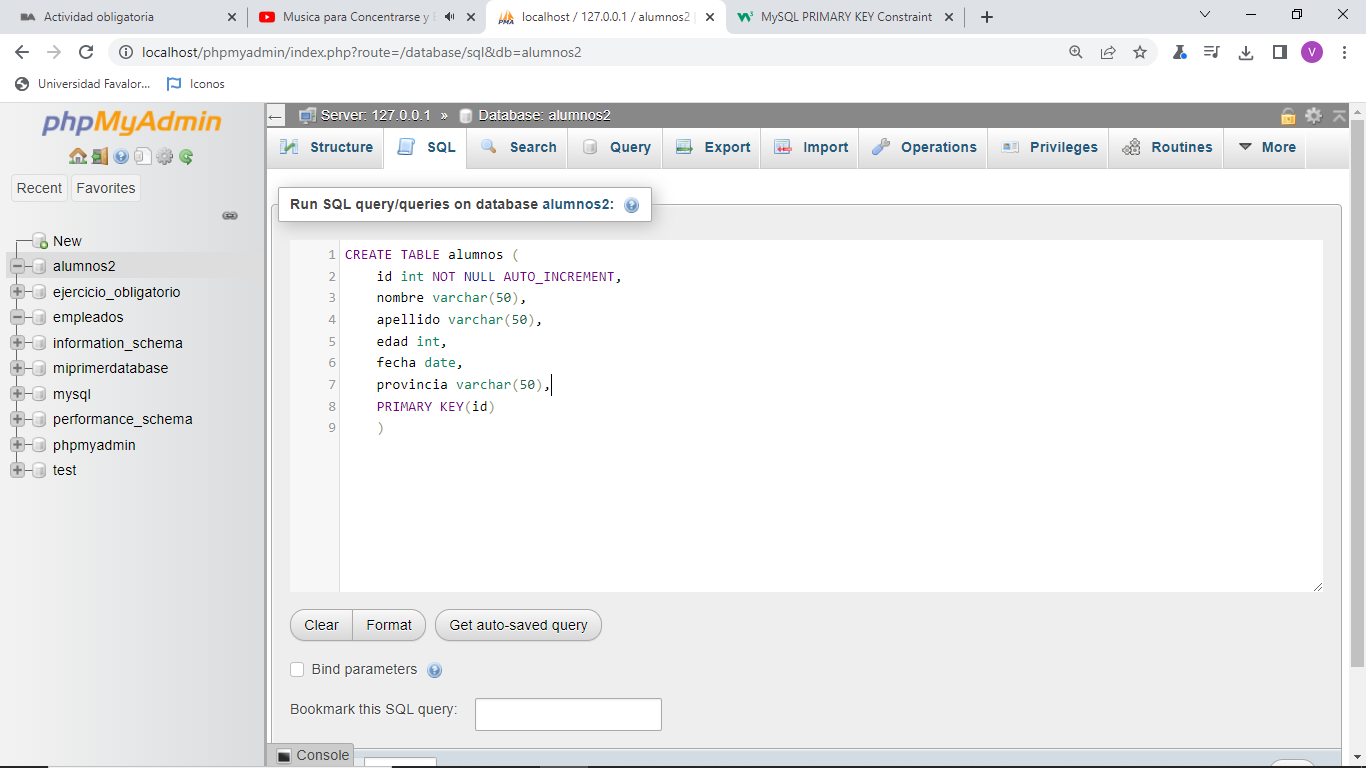 Actividad obligatoria
Musica para Concentrarse y
localhost / 127.0.0.1 / alumnos2
MySQL PRIMARY KEY Constraint
localhost/phpmyadmin/index.php?route=/database/sql&db=alumnos2
V
Universidad Favalor...
Iconos
phpMyAdmin
Recent
Favorites
New
alumnos2
ejercicio_obligatorio
empleados
information_schema
miprimerdatabase
mysql
performance_schema
phpmyadmin
test
Server: 127.0.0.1 » Database: alumnos2
Structure
SQL
Search
Query
Export
Import
Operations
Privileges
Routines
More
Run SQL query/queries on database alumnos2:
1 CREATE TABLE alumnos (
2 id int NOT NULL AUTO_INCREMENT,
3 nombre varchar(50),
4 apellido varchar(50),
5 edad int,
6 fecha date,
7 provincia varchar(50),
8 PRIMARY KEY(id)
9 )
Clear
Format
Get auto-saved query
Bind parameters
Bookmark this SQL query:
Console